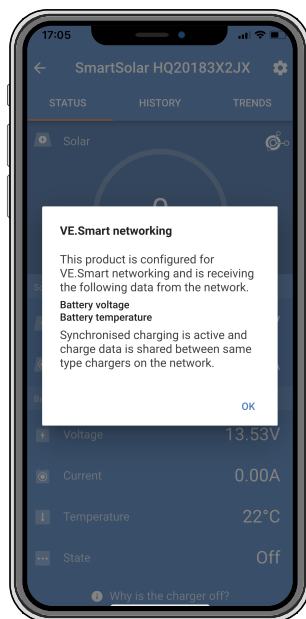 17:05
SmartSolar HQ20183X2JX
STATUS HISTORY TRENDS
Solar
VE.Smart networking
This product is configured for
VE.Smart networking and is receiving
the following data from the network.
Battery voltage
Battery temperature
Synchronised charging is active and
charge data is shared between same
type chargers on the network.
OK
Voltage 13.53V
Current 0.00A
Temperature 22°C
State Off
Why is the charger off?